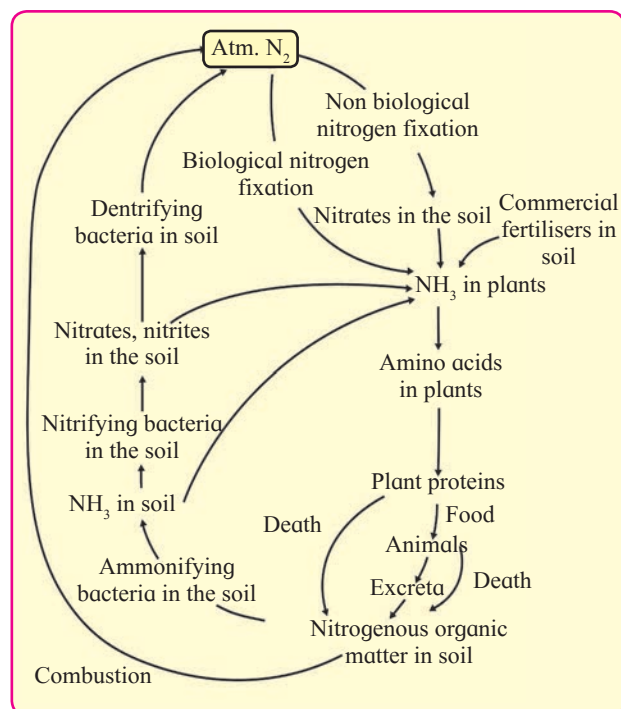 Atm. N₂
Non biological
nitrogen fixation
Biological nitrogen
fixation
Dentrifying
bacteria in soil
Nitrates in the soil
Commercial
fertilisers in
soil
NH₃ in plants
Nitrates, nitrites
in the soil
Amino acids
in plants
Nitrifying bacteria
in the soil
Plant proteins
NH₃ in soil
Food
Death
Animals
Ammonifying
bacteria in the soil
Excreta
Death
Nitrogenous organic
matter in soil
Combustion